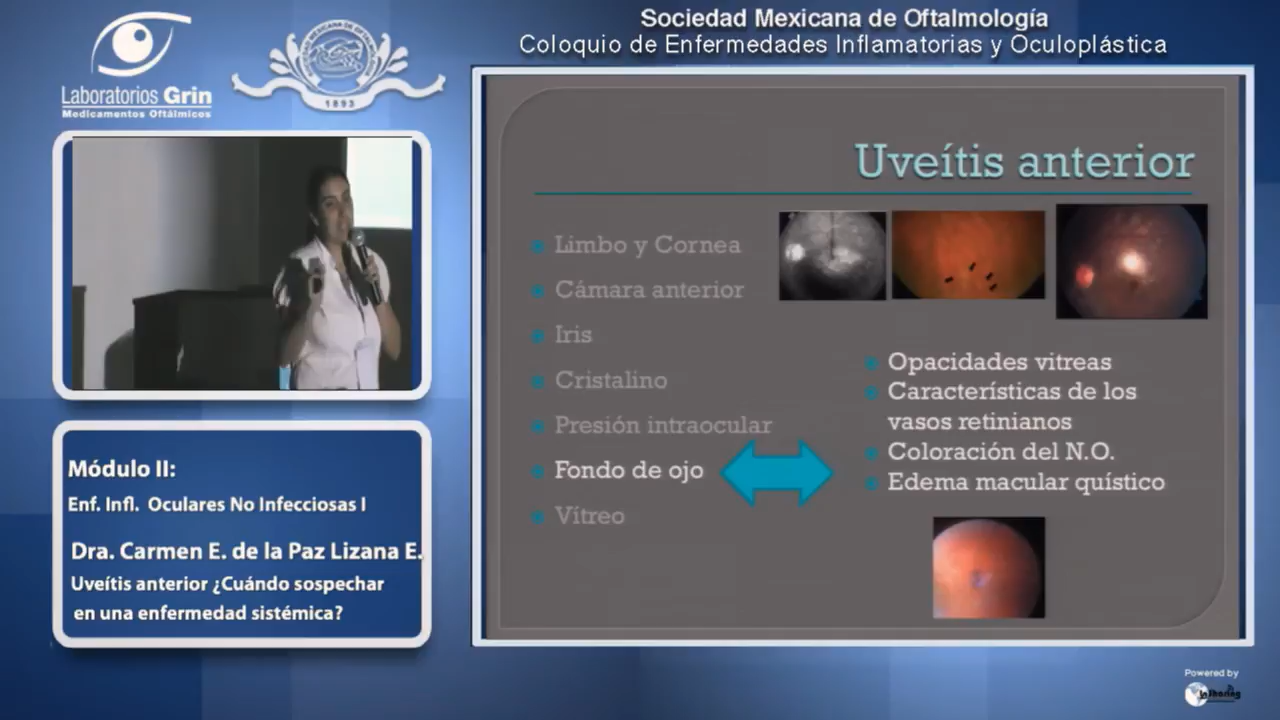 Sociedad Mexicana de Oftalmología
Coloquio de Enfermedades Inflamatorias y Oculoplástica
Laboratorios Grin
Medicamentos Oftálmicos
1893
Uveítis anterior
Limbo y Cornea
Cámara anterior
Iris
Cristalino
Presión intraocular
Fondo de ojo
Vítreo
Opacidades vitreas
Características de los
vasos retinianos
Coloración del N.O.
Edema macular quístico
Módulo II:
Enf. Infl. Oculares No Infecciosas I
Dra. Carmen E. de la Paz Lizana E.
Uveítis anterior ¿Cuándo sospechar
en una enfermedad sistémica?
Powered by